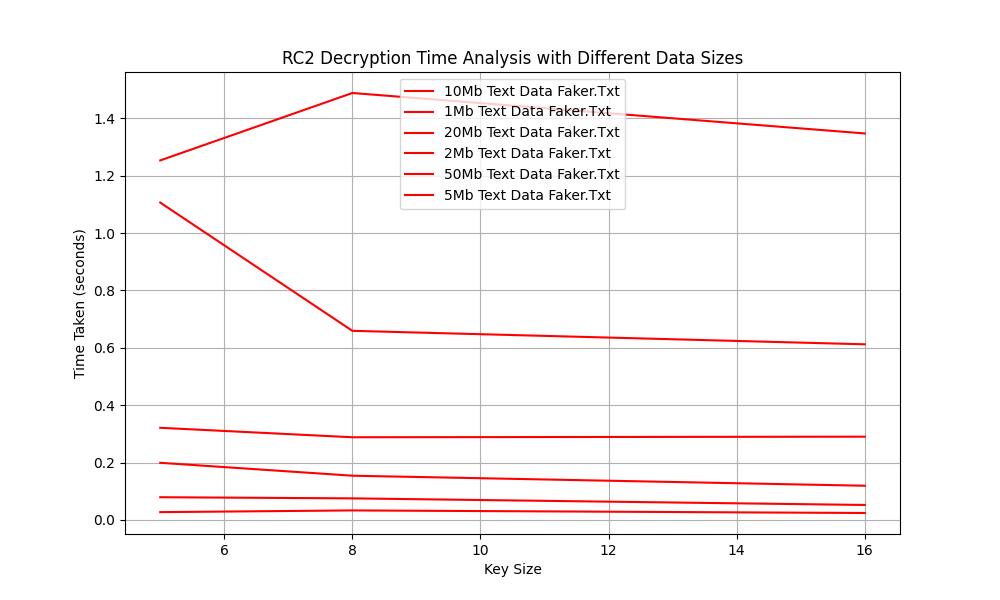 RC2 Decryption Time Analysis with Different Data Sizes
10Mb Text Data Faker.Txt
1Mb Text Data Faker.Txt
20Mb Text Data Faker.Txt
2Mb Text Data Faker.Txt
50Mb Text Data Faker.Txt
5Mb Text Data Faker.Txt
Time Taken (seconds)
1.4
1.2
1.0
0.8
0.6
0.4
0.2
0.0
6 8 10 12 14 16
Key Size